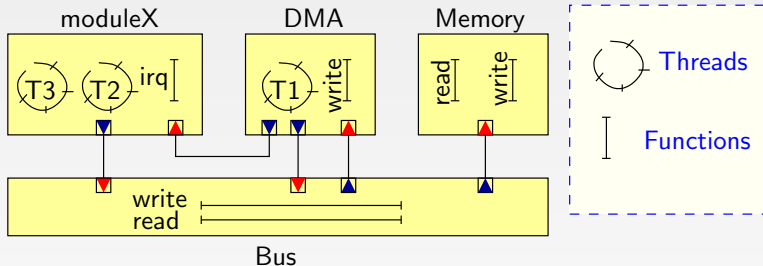 moduleX
DMA
Memory
T3
T2
irq
T1
write
read
write
Threads
Functions
write
read
Bus